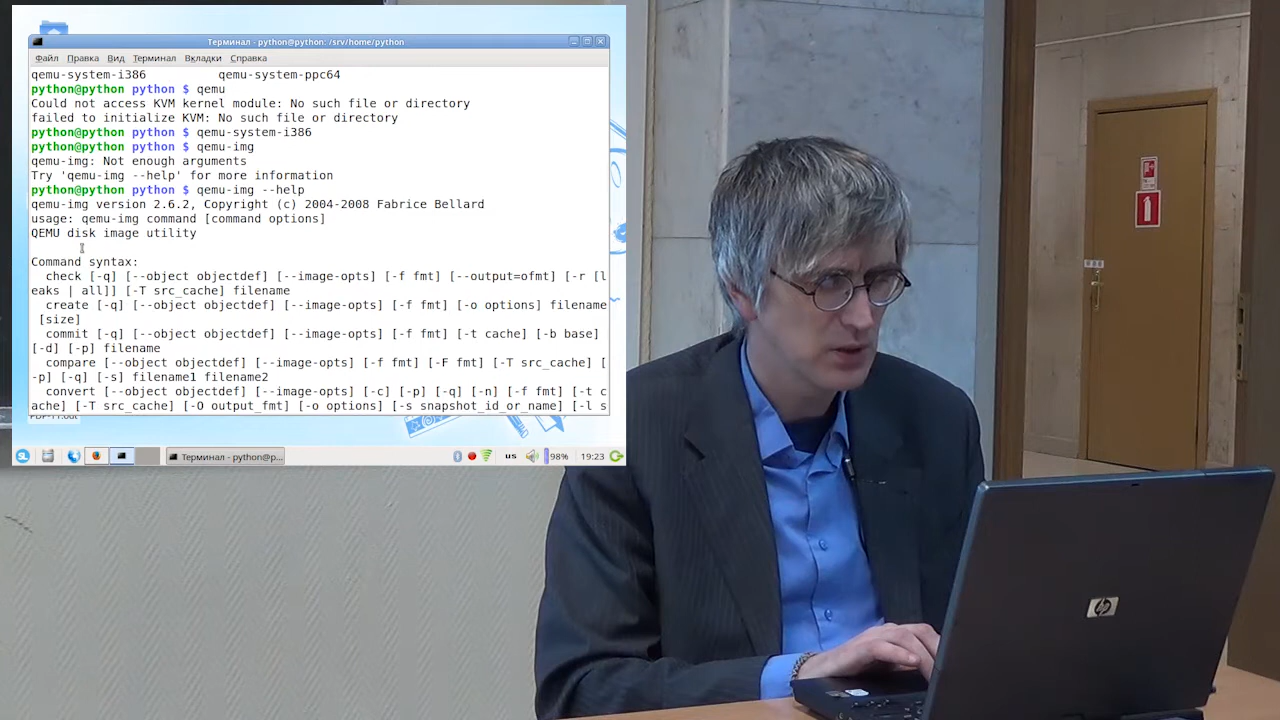 Терминал - python@python: /srv/home/python
Файл Правка Вид Терминал Вкладки Справка
qemu-system-i386 qemu-system-ppc64
python@python python $ qemu
Could not access KVM kernel module: No such file or directory
failed to initialize KVM: No such file or directory
python@python python $ qemu-system-i386
python@python python $ qemu-img
qemu-img: Not enough arguments
Try 'qemu-img --help' for more information
python@python python $ qemu-img --help
qemu-img version 2.6.2, Copyright (c) 2004-2008 Fabrice Bellard
usage: qemu-img command [command options]
QEMU disk image utility
Command syntax:
check [-q] [--object objectdef] [--image-opts] [-f fmt] [--output=ofmt] [-r [l
eaks | all]] [-T src_cache] filename
create [-q] [--object objectdef] [--image-opts] [-f fmt] [-o options] filename
[size]
commit [-q] [--object objectdef] [--image-opts] [-f fmt] [-t cache] [-b base]
[-d] [-p] filename
compare [--object objectdef] [--image-opts] [-f fmt] [-F fmt] [-T src_cache] [
-p] [-q] [-s] filename1 filename2
convert [--object objectdef] [--image-opts] [-c] [-p] [-q] [-n] [-f fmt] [-t c
ache] [-T src_cache] [-O output_fmt] [-o options] [-s snapshot_id_or_name] [-l s
Терминал - python@p...
us
98%
19:23
hp